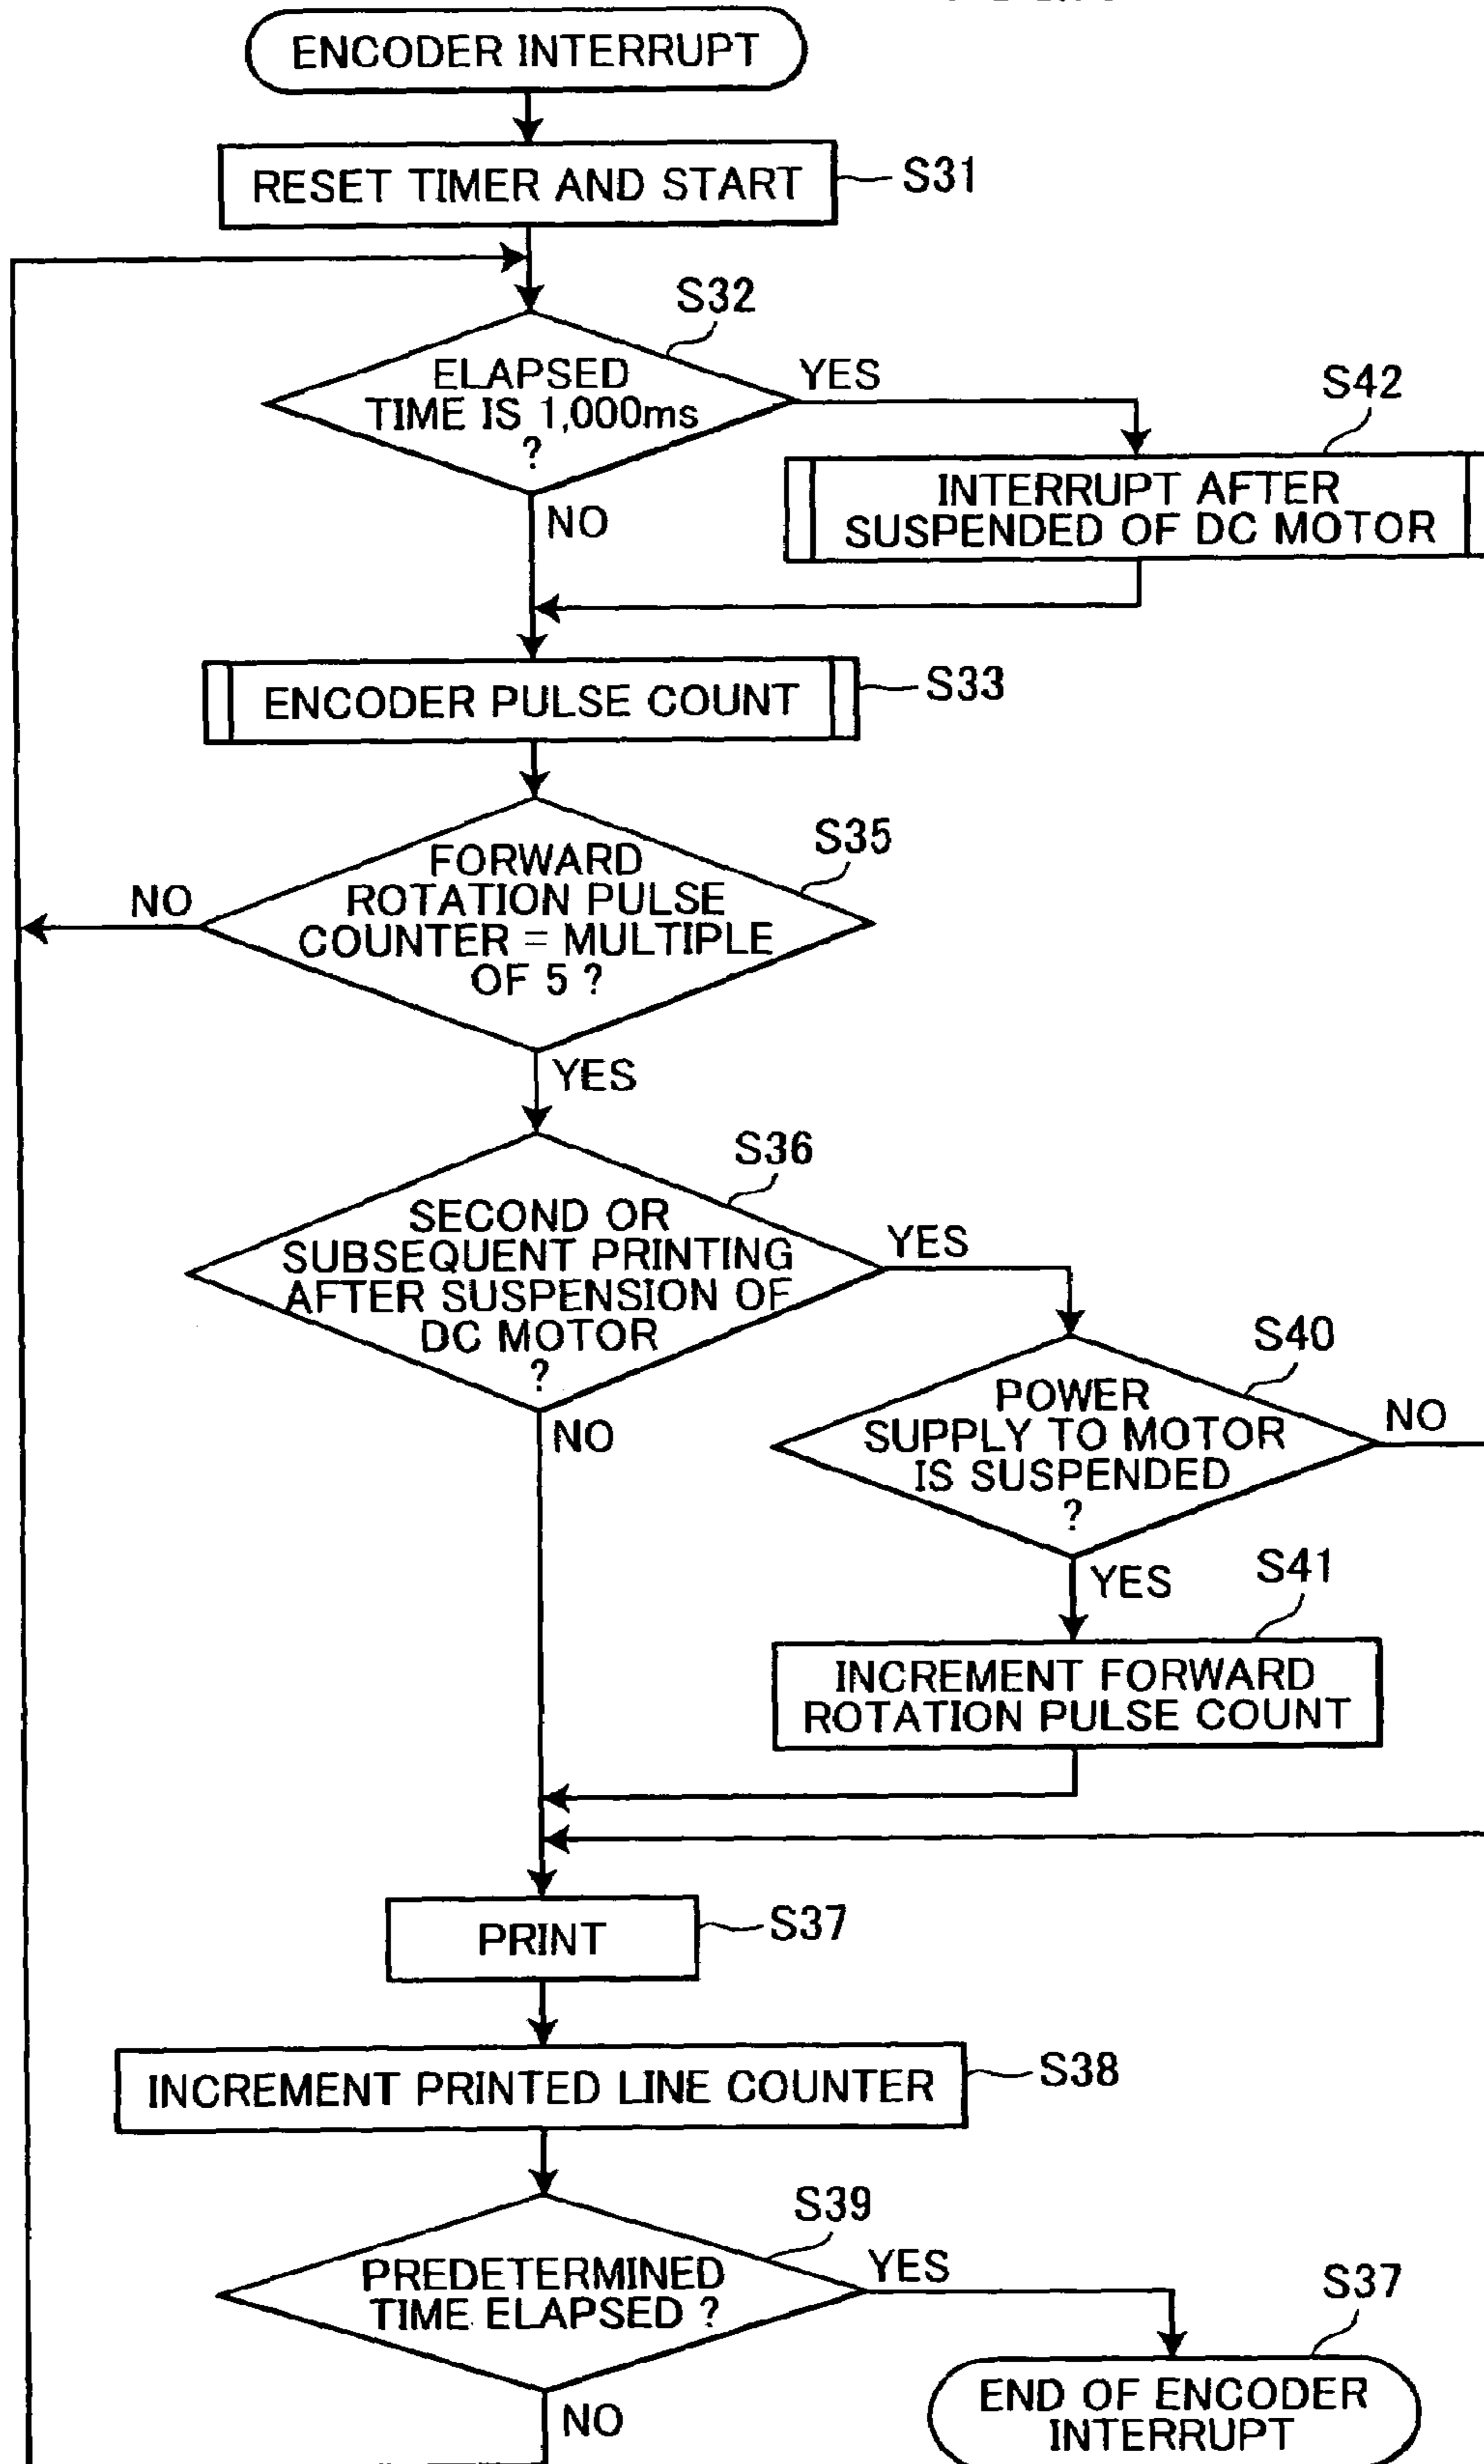 ENCODER INTERRUPT
RESET TIMER AND START
S31
S32
ELAPSED
TIME IS 1,000ms
?
YES
NO
S42
INTERRUPT AFTER
SUSPENDED OF DC MOTOR
ENCODER PULSE COUNT
S33
S35
FORWARD
ROTATION PULSE
COUNTER = MULTIPLE
OF 5 ?
NO
YES
S36
SECOND OR
SUBSEQUENT PRINTING
AFTER SUSPENSION OF
DC MOTOR
?
YES
NO
S40
POWER
SUPPLY TO MOTOR
IS SUSPENDED
?
NO
YES
S41
INCREMENT FORWARD
ROTATION PULSE COUNT
PRINT
S37
INCREMENT PRINTED LINE COUNTER
S38
S39
PREDETERMINED
TIME ELAPSED ?
YES
NO
S37
END OF ENCODER
INTERRUPT